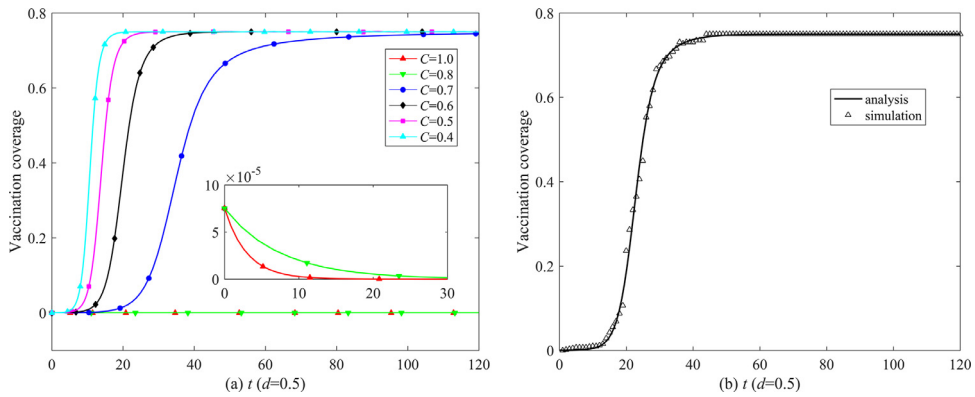 0.8
0.6
0.4
0.2
0
Vaccination coverage
C=1.0
C=0.8
C=0.7
C=0.6
C=0.5
C=0.4
×10⁻⁵
10
5
0
0 10 20 30
0 20 40 60 80 100 120
(a) t (d=0.5)
0.8
0.6
0.4
0.2
0
Vaccination coverage
analysis
simulation
0 20 40 60 80 100 120
(b) t (d=0.5)